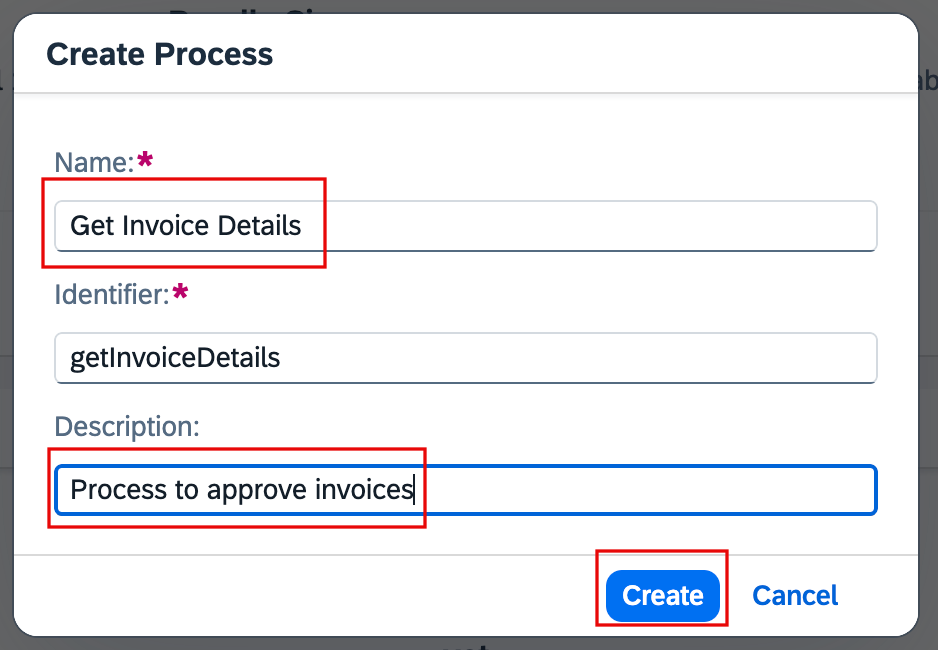 Create Process
Name:*
Get Invoice Details
Identifier:*
getInvoiceDetails
Description:
Process to approve invoices
Create
Cancel